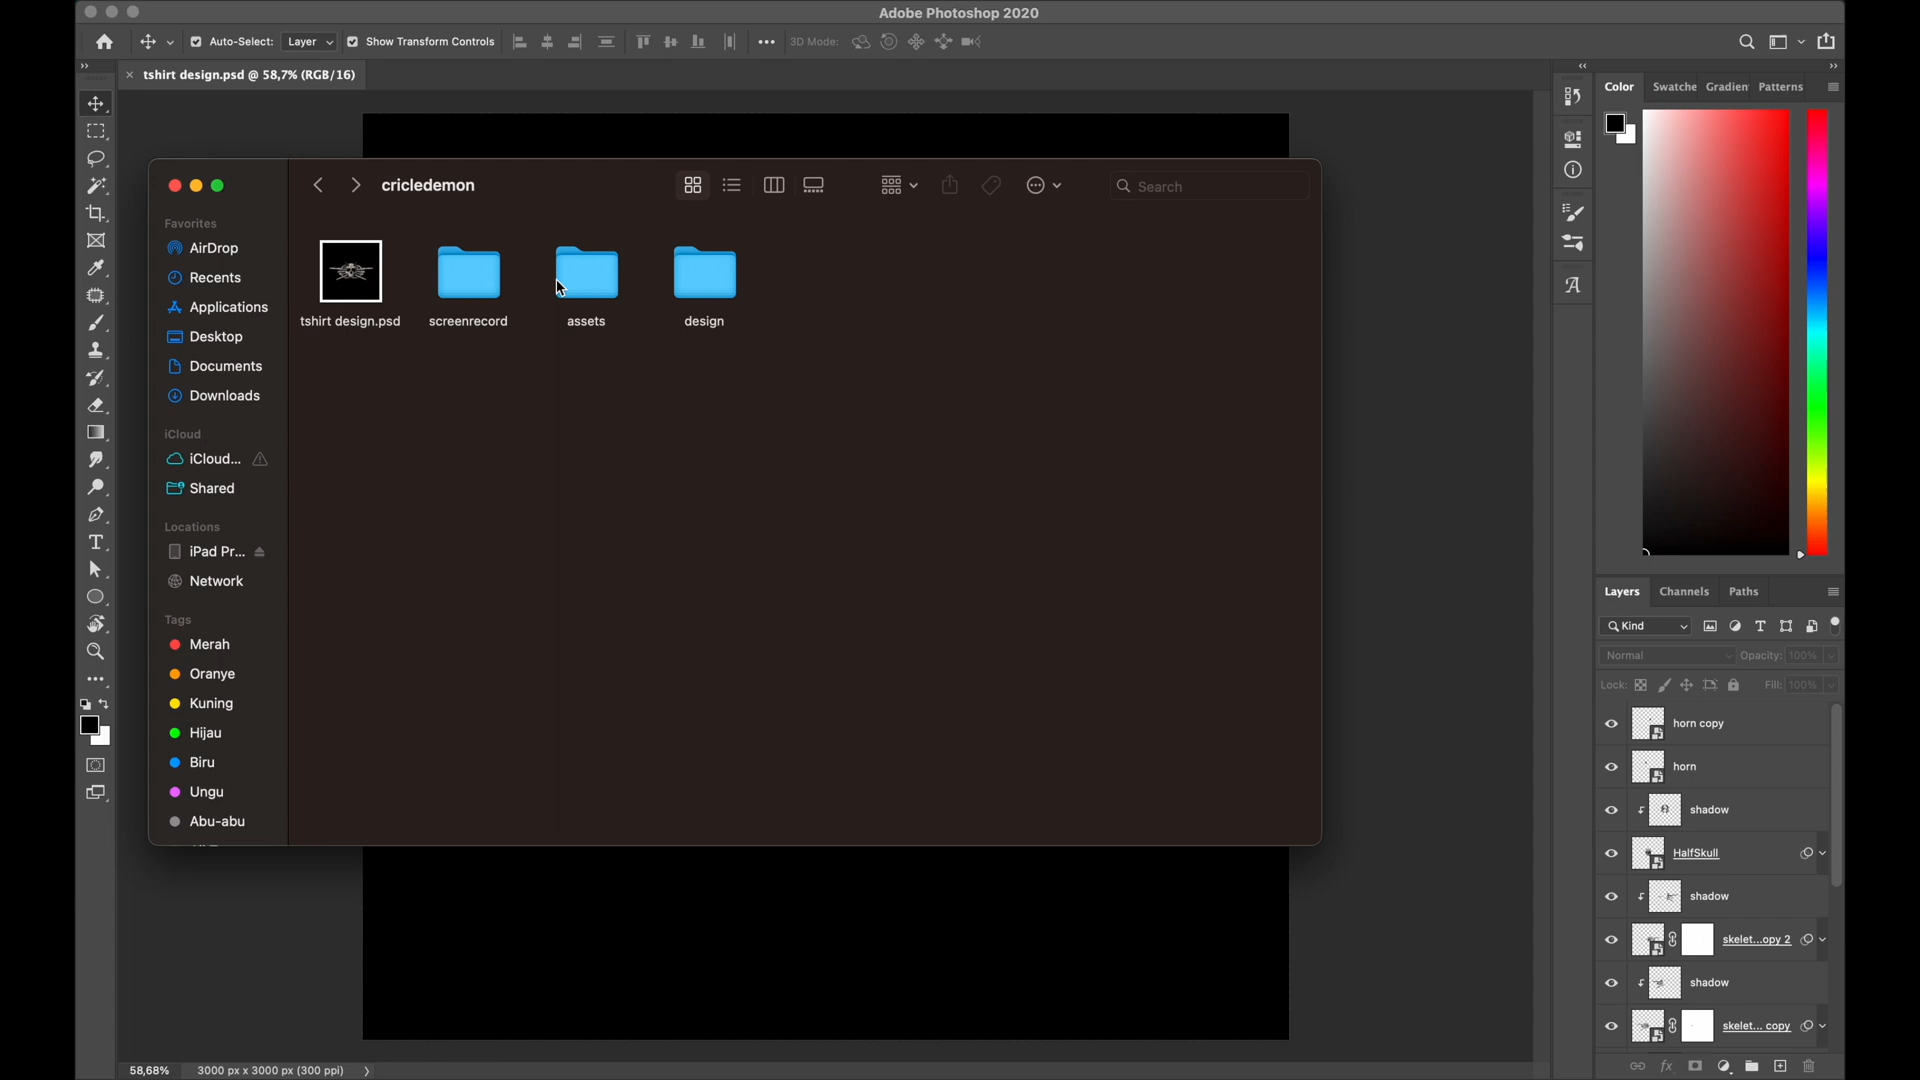 Adobe Photoshop 2020
Auto-Select:
Layer
Show Transform Controls
3D Mode:
tshirt design.psd @ 58,7% (RGB/16)
Color
Swatche
Gradien
Patterns
cricledemon
Search
Favorites
AirDrop
Recents
Applications
Desktop
Documents
Downloads
iCloud
iCloud...
Shared
Locations
iPad Pr...
Network
Tags
Merah
Oranye
Kuning
Hijau
Biru
Ungu
Abu-abu
tshirt design.psd
screenrecord
assets
design
Layers
Channels
Paths
Kind
Normal
Opacity: 100%
Lock:
Fill: 100%
horn copy
horn
shadow
HalfSkull
shadow
skelet...opy 2
shadow
skelet... copy
58,68%
3000 px x 3000 px (300 ppi)